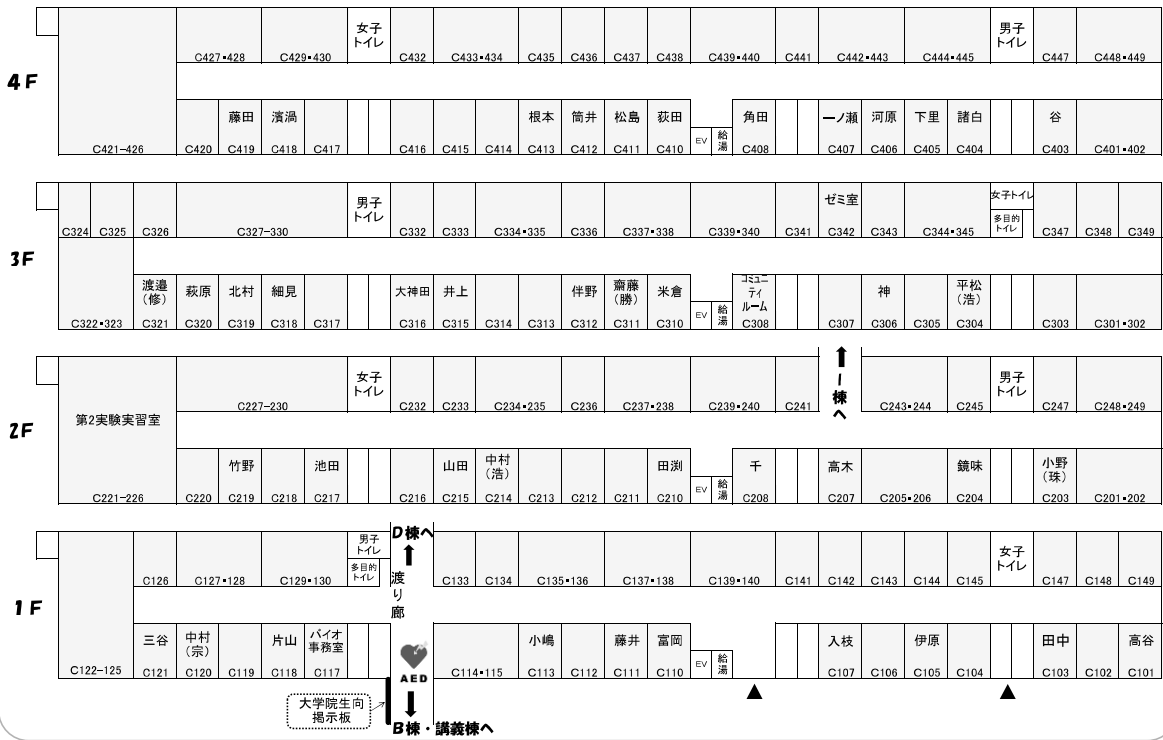 女子
トイレ
男子
トイレ
C427▪428
C429▪430
C432
C433▪434
C435
C436
C437
C438
C439▪440
C441
C442▪443
C444▪445
C447
C448▪449
4F
藤田
濱渦
根本
筒井
松島
荻田
角田
一ノ瀬
河原
下里
諸白
谷
C421-426
C420
C419
C418
C417
C416
C415
C414
C413
C412
C411
C410
EV
給
湯
C408
C407
C406
C405
C404
C403
C401▪402
男子
トイレ
ゼミ室
女子トイレ
多目的
トイレ
C324
C325
C326
C327-330
C332
C333
C334▪335
C336
C337▪338
C339▪340
C341
C342
C343
C344▪345
C347
C348
C349
3F
渡邉
(修)
萩原
北村
細見
大神田
井上
伴野
齋藤
(勝)
米倉
コミュニ
ティ
ルーム
神
平松
(浩)
C322▪323
C321
C320
C319
C318
C317
C316
C315
C314
C313
C312
C311
C310
EV
給
湯
C308
C307
C306
C305
C304
C303
C301▪302
女子
トイレ
I棟へ
男子
トイレ
C227-230
C232
C233
C234▪235
C236
C237▪238
C239▪240
C241
C243▪244
C245
C247
C248▪249
2F
第2実験実習室
竹野
池田
山田
中村
(浩)
田渕
千
高木
鏡味
小野
(珠)
C221-226
C220
C219
C218
C217
C216
C215
C214
C213
C212
C211
C210
EV
給
湯
C208
C207
C205▪206
C204
C203
C201▪202
男子
トイレ
多目的
トイレ
D棟へ
女子
トイレ
C126
C127▪128
C129▪130
渡り廊
C133
C134
C135▪136
C137▪138
C139▪140
C141
C142
C143
C144
C145
C147
C148
C149
1F
三谷
中村
(宗)
片山
バイオ
事務室
小嶋
藤井
富岡
入枝
伊原
田中
高谷
C122-125
C121
C120
C119
C118
C117
AED
C114▪115
C113
C112
C111
C110
EV
給
湯
C107
C106
C105
C104
C103
C102
C101
大学院生向
掲示板
B棟・講義棟へ